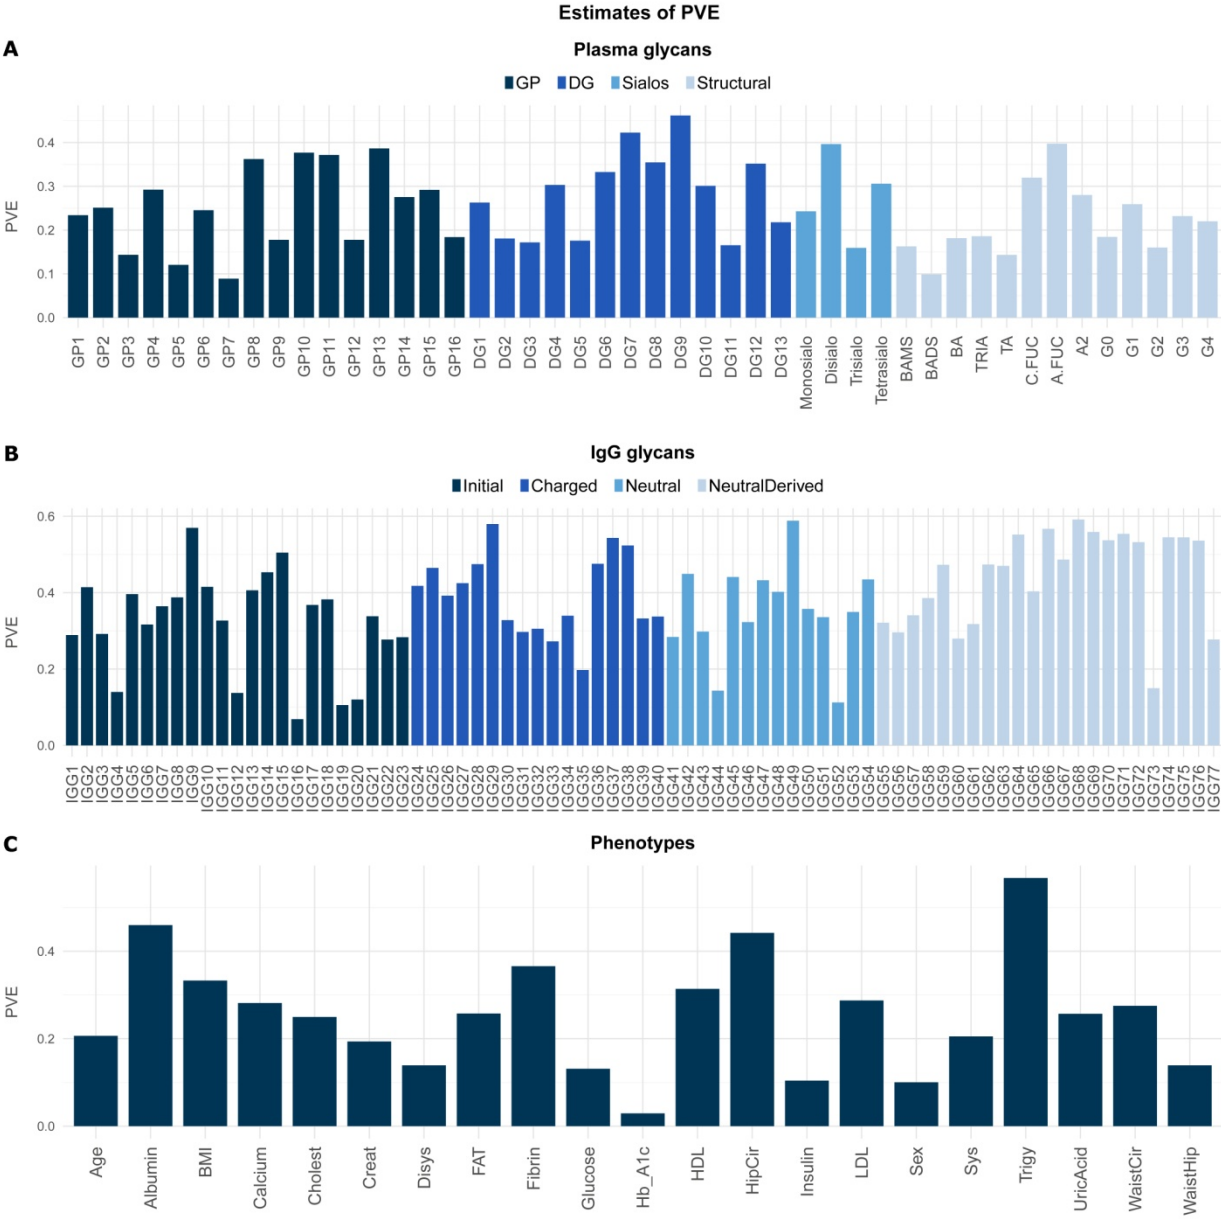 Estimates of PVE
A
Plasma glycans
GP DG Sialos Structural
PVE
0.4
0.3
0.2
0.1
0.0
GP1 GP2 GP3 GP4 GP5 GP6 GP7 GP8 GP9 GP10 GP11 GP12 GP13 GP14 GP15 GP16 DG1 DG2 DG3 DG4 DG5 DG6 DG7 DG8 DG9 DG10 DG11 DG12 DG13 Monosialo Disialo Trisialo Tetrasialo BAMS BADS BA TRIA TA C.FUC A.FUC A2 G0 G1 G2 G3 G4
B
IgG glycans
Initial Charged Neutral NeutralDerived
PVE
0.6
0.4
0.2
0.0
IGG1 IGG2 IGG3 IGG4 IGG5 IGG6 IGG7 IGG8 IGG9 IGG10 IGG11 IGG12 IGG13 IGG14 IGG15 IGG16 IGG17 IGG18 IGG19 IGG20 IGG21 IGG22 IGG23 IGG24 IGG25 IGG26 IGG27 IGG28 IGG29 IGG30 IGG31 IGG32 IGG33 IGG34 IGG35 IGG36 IGG37 IGG38 IGG39 IGG40 IGG41 IGG42 IGG43 IGG44 IGG45 IGG46 IGG47 IGG48 IGG49 IGG50 IGG51 IGG52 IGG53 IGG54 IGG55 IGG56 IGG57 IGG58 IGG59 IGG60 IGG61 IGG62 IGG63 IGG64 IGG65 IGG66 IGG67 IGG68 IGG69 IGG70 IGG71 IGG72 IGG73 IGG74 IGG75 IGG76 IGG77
C
Phenotypes
PVE
0.4
0.2
0.0
Age Albumin BMI Calcium Cholest Creat Disys FAT Fibrin Glucose Hb_A1c HDL HipCir Insulin LDL Sex Sys Trigy UricAcid WaistCir WaistHip